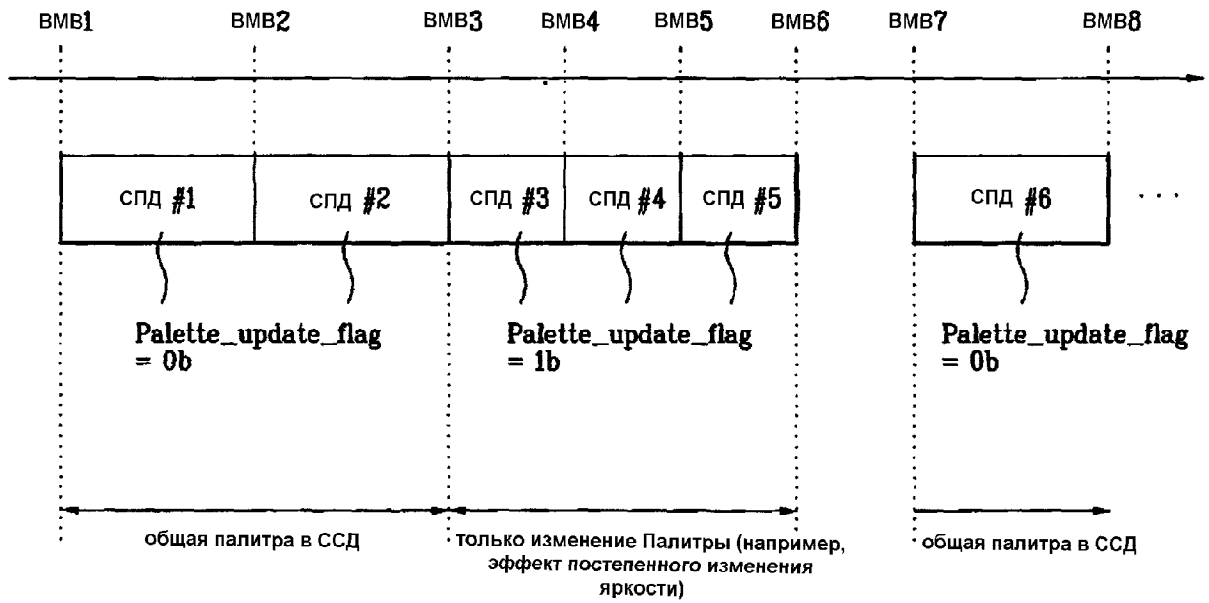 ВМВ1 ВМВ2 ВМВ3 ВМВ4 ВМВ5 ВМВ6 ВМВ7 ВМВ8
СПД #1 СПД #2 СПД #3 СПД #4 СПД #5 СПД #6 . . .
Palette_update_flag
= 0b
Palette_update_flag
= 1b
Palette_update_flag
= 0b
общая палитра в ССД
только изменение Палитры (например,
эффект постепенного изменения
яркости)
общая палитра в ССД